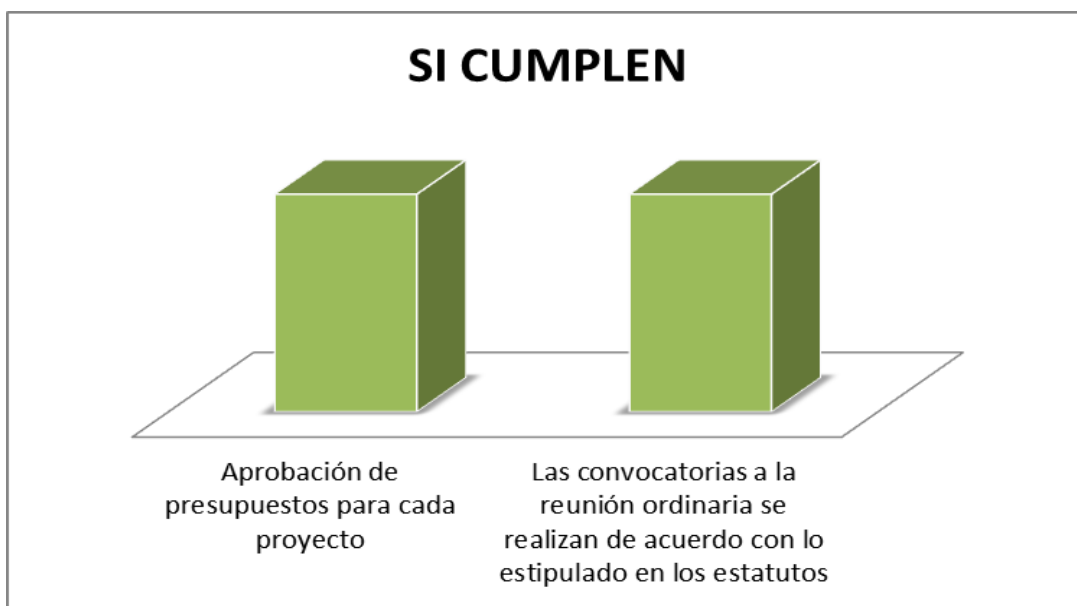 SI CUMPLEN
Aprobación de
presupuestos para cada
proyecto
Las convocatorias a la
reunión ordinaria se
realizan de acuerdo con lo
estipulado en los estatutos